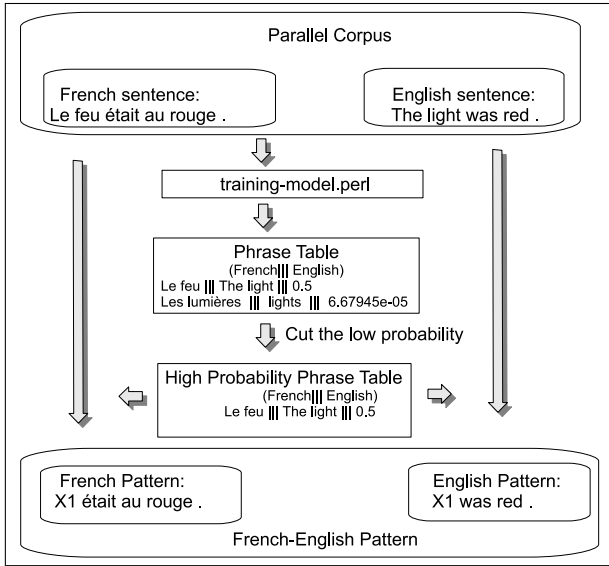 Parallel Corpus
French sentence:
Le feu était au rouge .
English sentence:
The light was red .
training-model.perl
Phrase Table
(French||| English)
Le feu ||| The light ||| 0.5
Les lumières ||| lights ||| 6.67945e-05
Cut the low probability
High Probability Phrase Table
(French||| English)
Le feu ||| The light ||| 0.5
French Pattern:
X1 était au rouge .
English Pattern:
X1 was red .
French-English Pattern